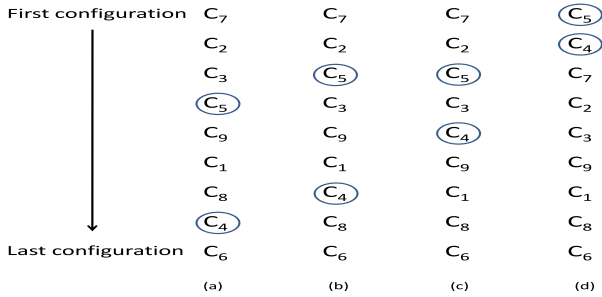 First configuration C₇ C₇ C₇ C₅
C₂ C₂ C₂ C₄
C₃ C₅ C₅ C₇
C₅ C₃ C₃ C₂
C₉ C₉ C₄ C₃
C₁ C₁ C₉ C₉
C₈ C₄ C₁ C₁
C₄ C₈ C₈ C₈
Last configuration C₆ C₆ C₆ C₆
(a) (b) (c) (d)